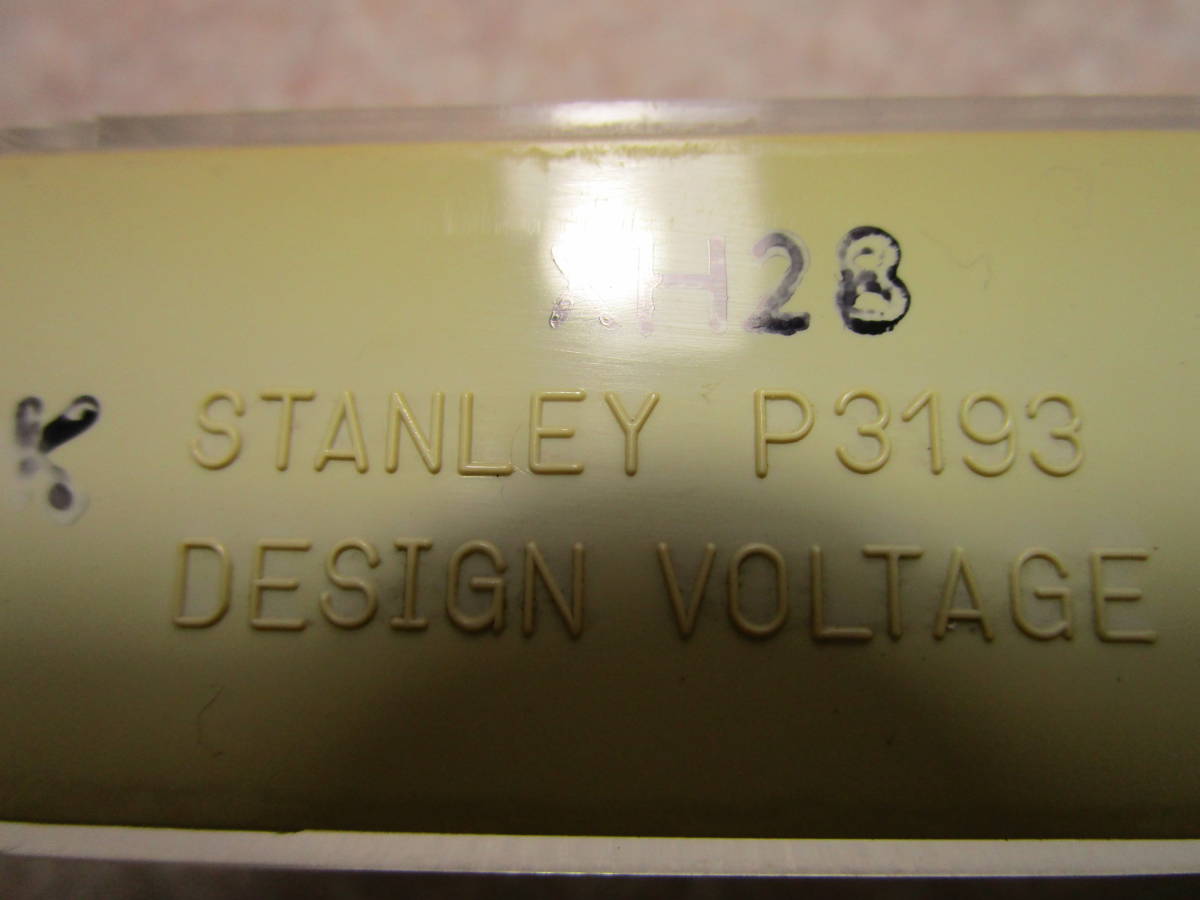 H28
K
STANLEY P3193
DESIGN VOLTAGE